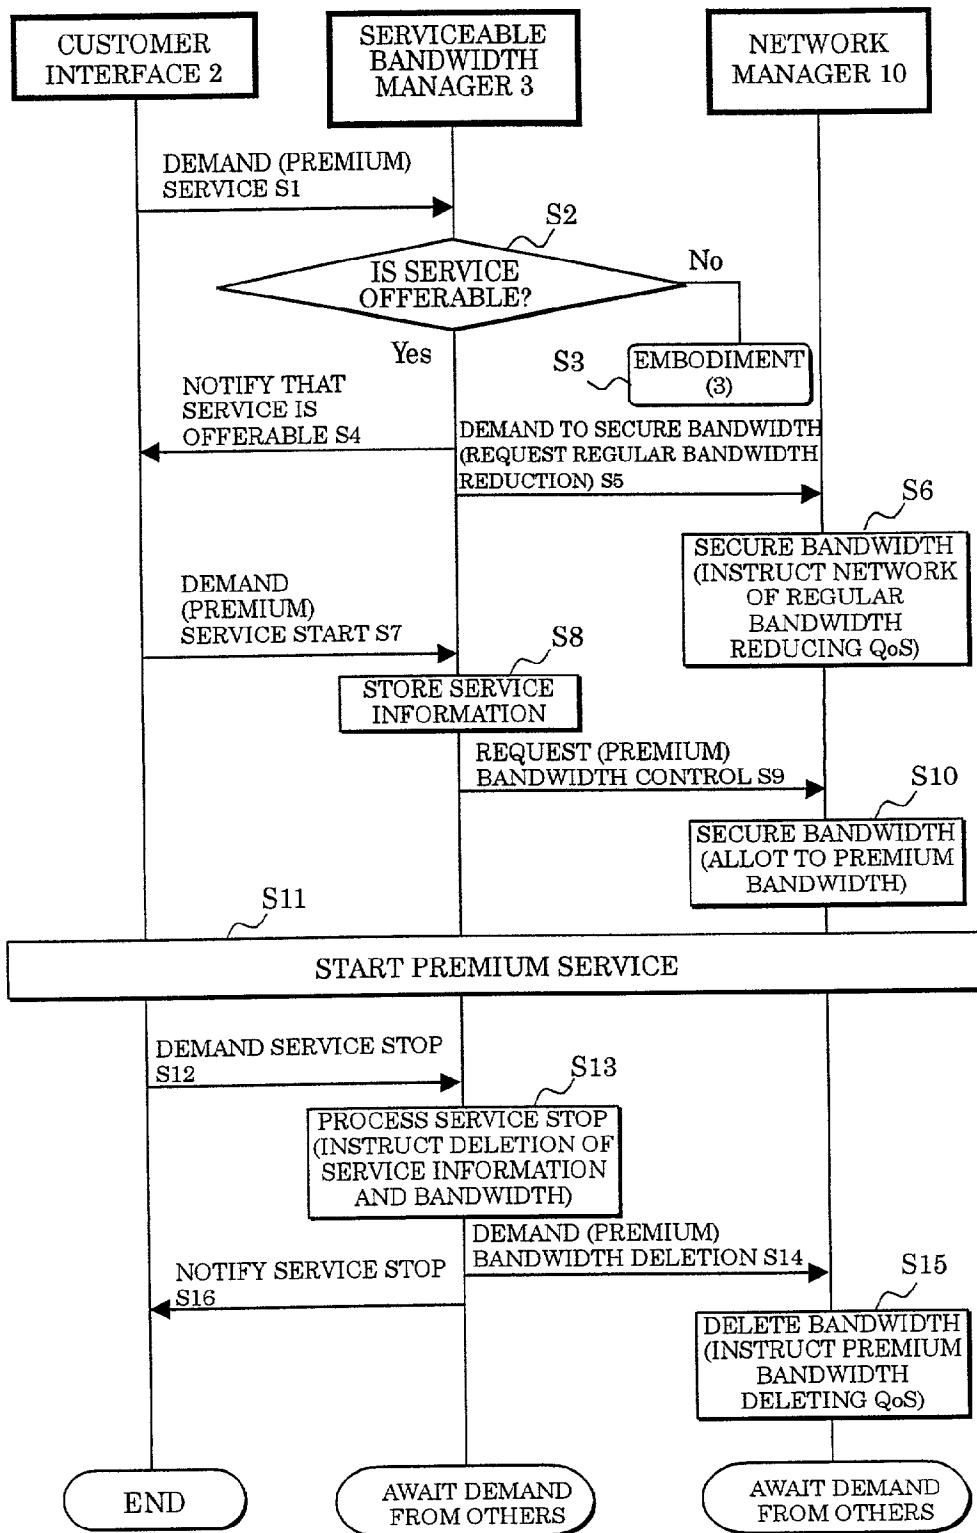 CUSTOMER
INTERFACE 2
SERVICEABLE
BANDWIDTH
MANAGER 3
NETWORK
MANAGER 10
DEMAND (PREMIUM)
SERVICE S1
S2
IS SERVICE
OFFERABLE?
No
Yes
S3
EMBODIMENT
(3)
NOTIFY THAT
SERVICE IS
OFFERABLE S4
DEMAND TO SECURE BANDWIDTH
(REQUEST REGULAR BANDWIDTH
REDUCTION) S5
S6
SECURE BANDWIDTH
(INSTRUCT NETWORK
OF REGULAR
BANDWIDTH
REDUCING QoS)
DEMAND
(PREMIUM)
SERVICE START S7
S8
STORE SERVICE
INFORMATION
REQUEST (PREMIUM)
BANDWIDTH CONTROL S9
S10
SECURE BANDWIDTH
(ALLOT TO PREMIUM
BANDWIDTH)
S11
START PREMIUM SERVICE
DEMAND SERVICE STOP
S12
S13
PROCESS SERVICE STOP
(INSTRUCT DELETION OF
SERVICE INFORMATION
AND BANDWIDTH)
DEMAND (PREMIUM)
BANDWIDTH DELETION S14
NOTIFY SERVICE STOP
S16
S15
DELETE BANDWIDTH
(INSTRUCT PREMIUM
BANDWIDTH
DELETING QoS)
END
AWAIT DEMAND
FROM OTHERS
AWAIT DEMAND
FROM OTHERS